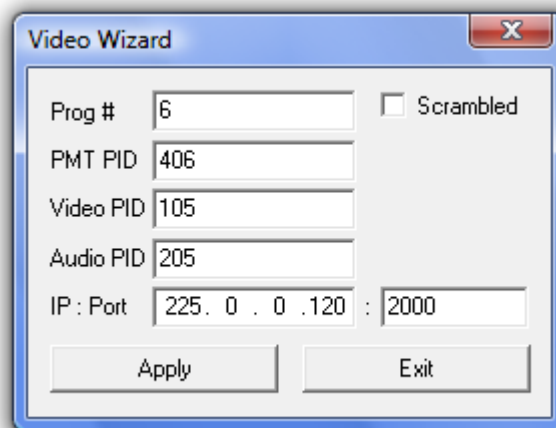 Video Wizard
Prog # 6 Scrambled
PMT PID 406
Video PID 105
Audio PID 205
IP : Port 225. 0 . 0 .120 : 2000
Apply Exit